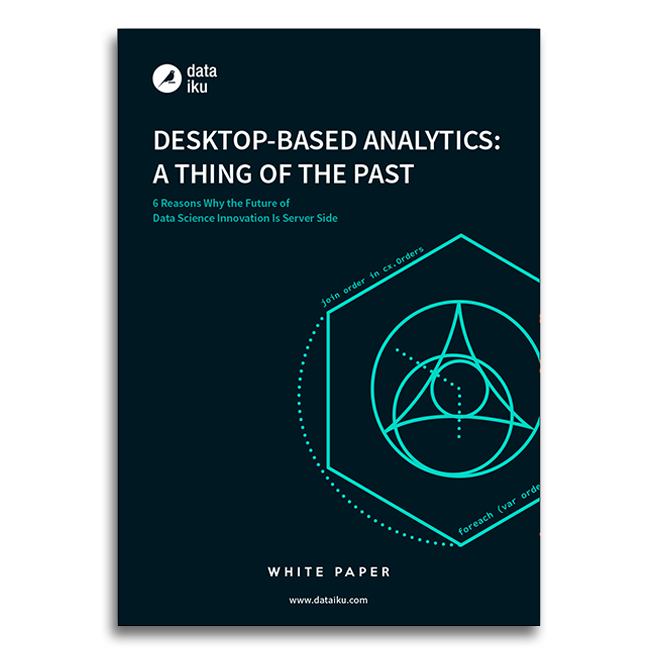 data
iku
DESKTOP-BASED ANALYTICS:
A THING OF THE PAST
6 Reasons Why the Future of
Data Science Innovation Is Server Side
join order in cx.Orders
foreach (var orde
WHITE PAPER
www.dataiku.com